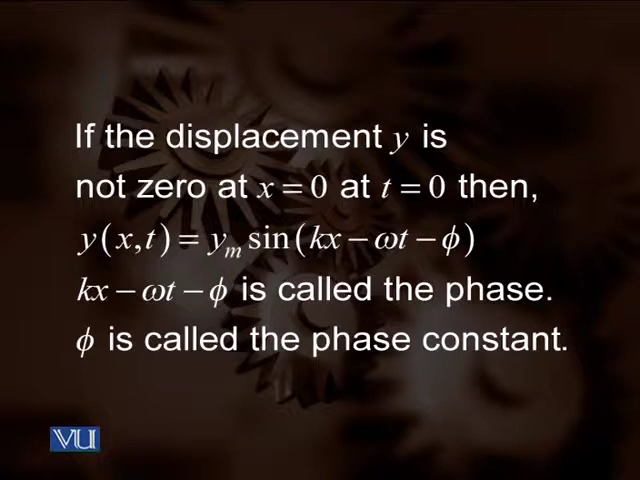 If the displacement y is
not zero at x = 0 at t = 0 then,
y(x,t) = yₘ sin(kx − ωt − ϕ)
kx − ωt − ϕ is called the phase.
ϕ is called the phase constant.
VU